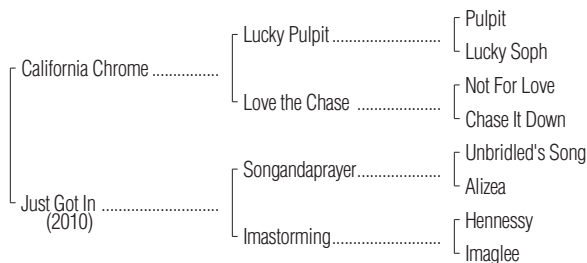 Pulpit
Lucky Pulpit
Lucky Soph
California Chrome
Not For Love
Love the Chase
Chase It Down
Unbridled's Song
Songandaprayer
Alizea
Just Got In
(2010)
Hennessy
Imastorming
Imaglee